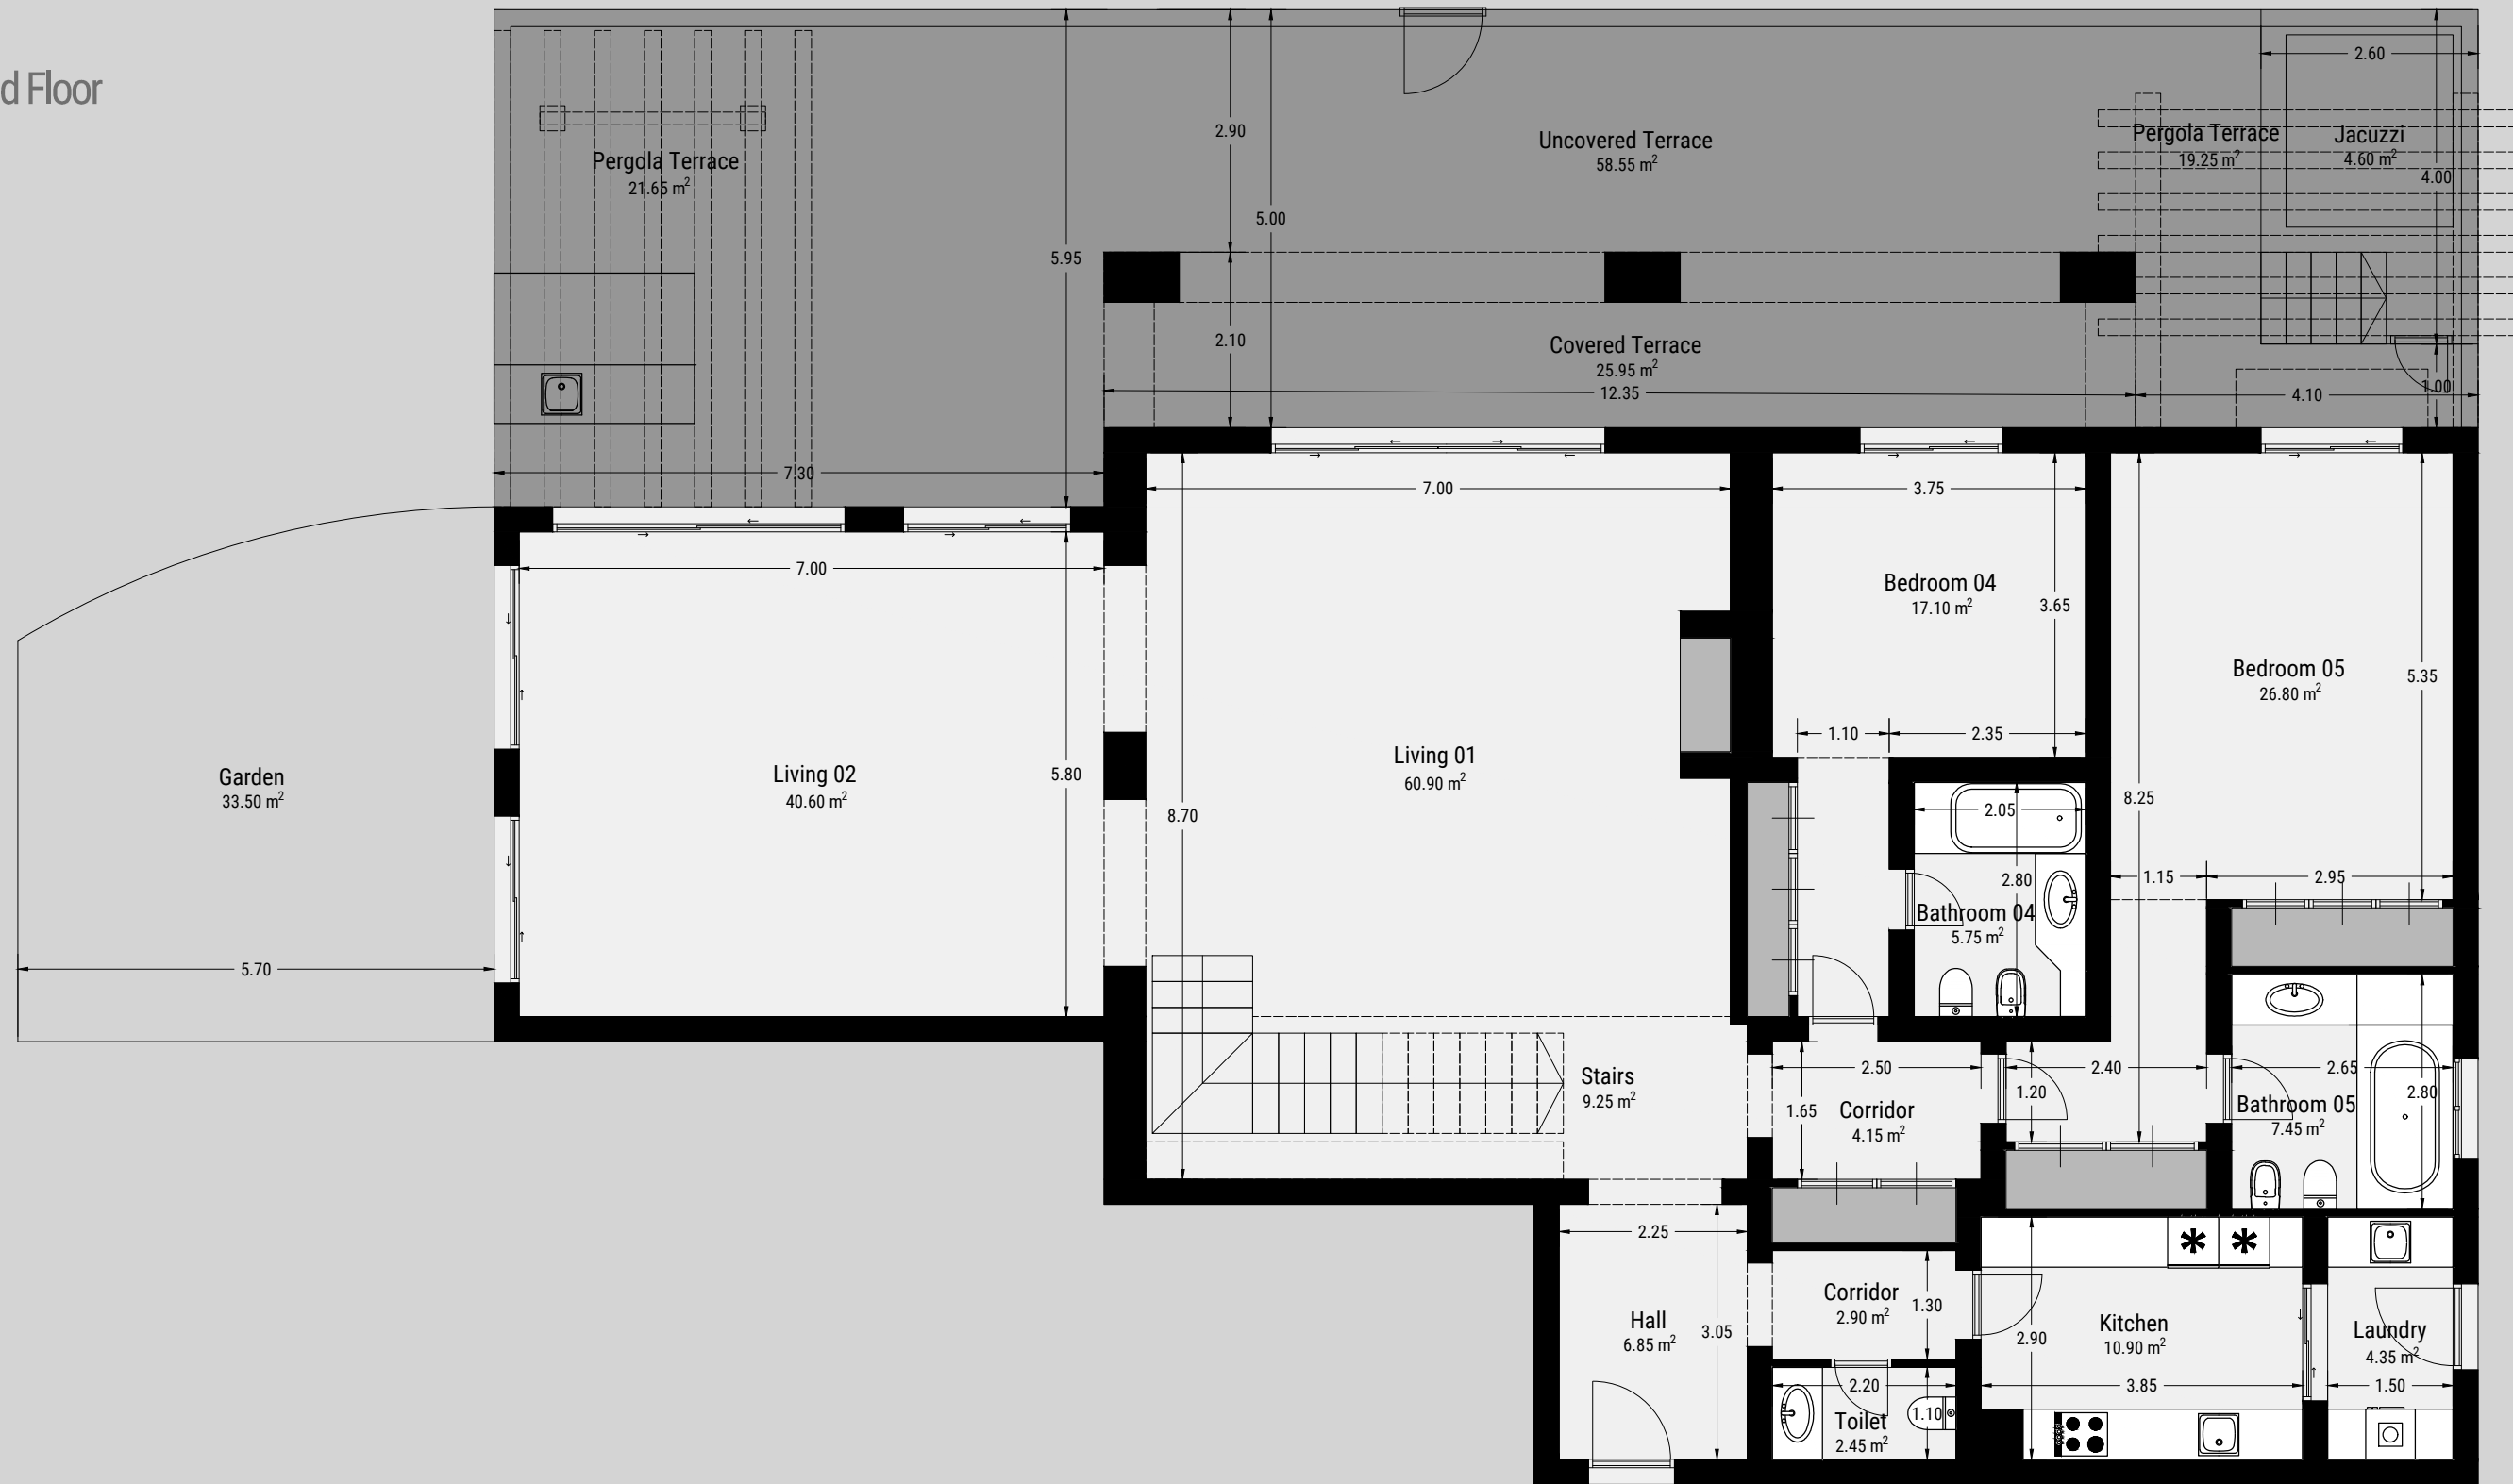 d Floor
2.60
2.90
Uncovered Terrace
58.55 m²
Pergola Terrace
19.25 m²
Jacuzzi
4.60 m²
Pergola Terrace
21.65 m²
4.00
5.00
5.95
2.10
Covered Terrace
25.95 m²
12.35
4.10
1.00
7.30
7.00
3.75
7.00
Bedroom 04
17.10 m²
3.65
Bedroom 05
26.80 m²
5.35
1.10
2.35
Living 01
60.90 m²
Living 02
40.60 m²
5.80
Garden
33.50 m²
8.70
8.25
2.05
2.80
1.15
2.95
Bathroom 04
5.75 m²
5.70
Stairs
9.25 m²
2.50
2.40
2.65
1.65
1.20
2.80
Corridor
4.15 m²
Bathroom 05
7.45 m²
2.25
* *
Corridor
2.90 m²
1.30
Hall
6.85 m²
3.05
2.90
Kitchen
10.90 m²
Laundry
4.35 m²
2.20
3.85
1.50
Toilet
2.45 m²
1.10